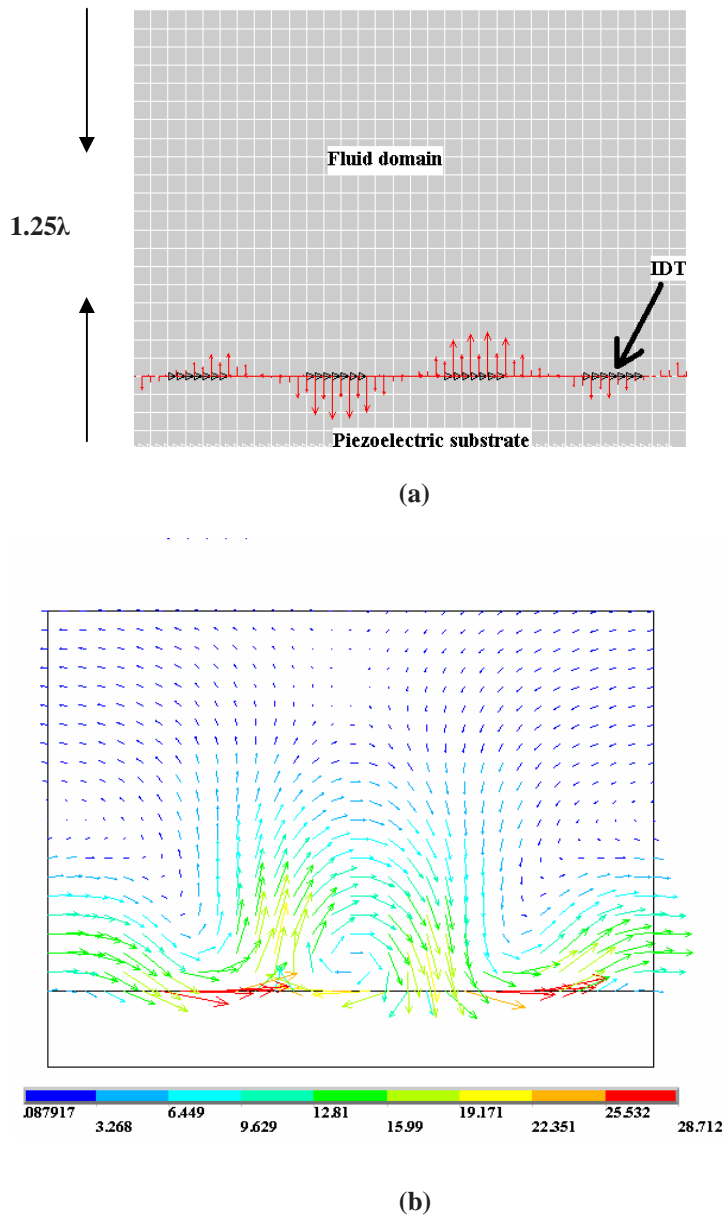 Fluid domain
1.25λ
IDT
Piezoelectric substrate
(a)
.087917 6.449 12.81 19.171 25.532
3.268 9.629 15.99 22.351 28.712
(b)